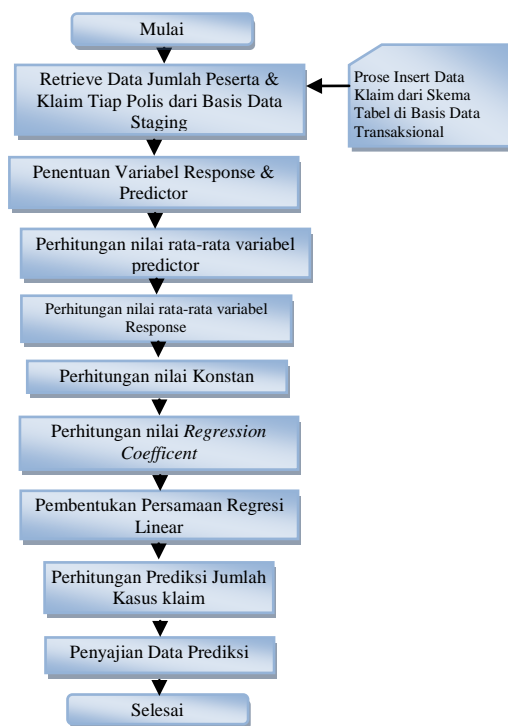 Mulai
Retrieve Data Jumlah Peserta &
Klaim Tiap Polis dari Basis Data
Staging
Prose Insert Data
Klaim dari Skema
Tabel di Basis Data
Transaksional
Penentuan Variabel Response &
Predictor
Perhitungan nilai rata-rata variabel
predictor
Perhitungan nilai rata-rata variabel
Response
Perhitungan nilai Konstan
Perhitungan nilai Regression
Coefficent
Pembentukan Persamaan Regresi
Linear
Perhitungan Prediksi Jumlah
Kasus klaim
Penyajian Data Prediksi
Selesai